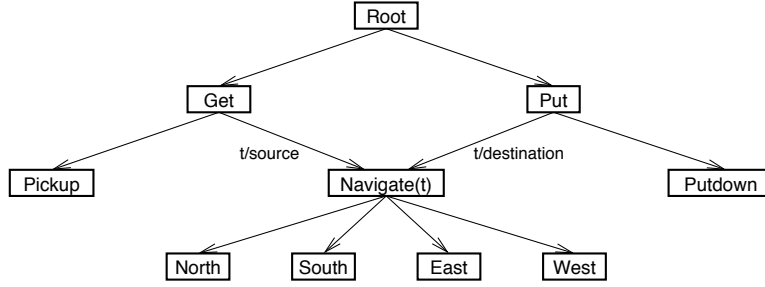 Root
Get
Put
t/source
t/destination
Pickup
Navigate(t)
Putdown
North
South
East
West